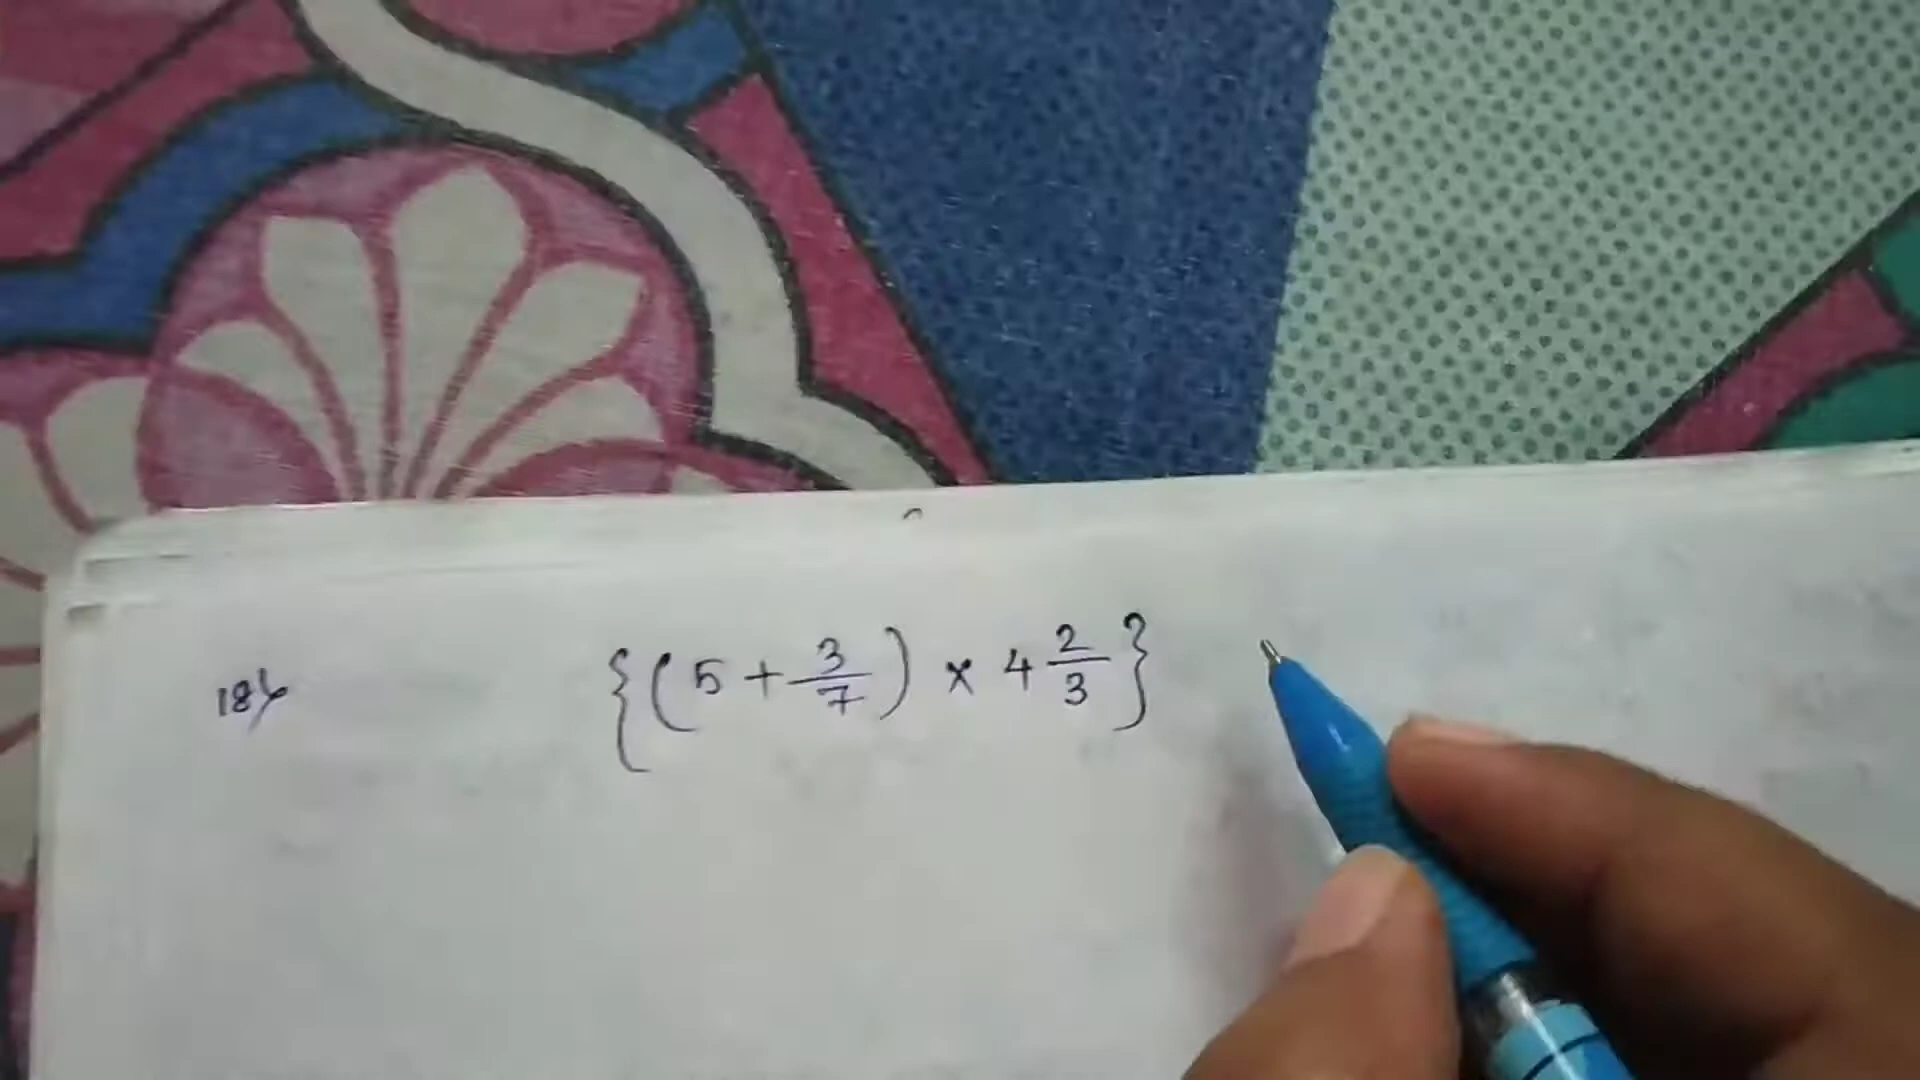 18) {(5 + 3/7) × 4 2/3}